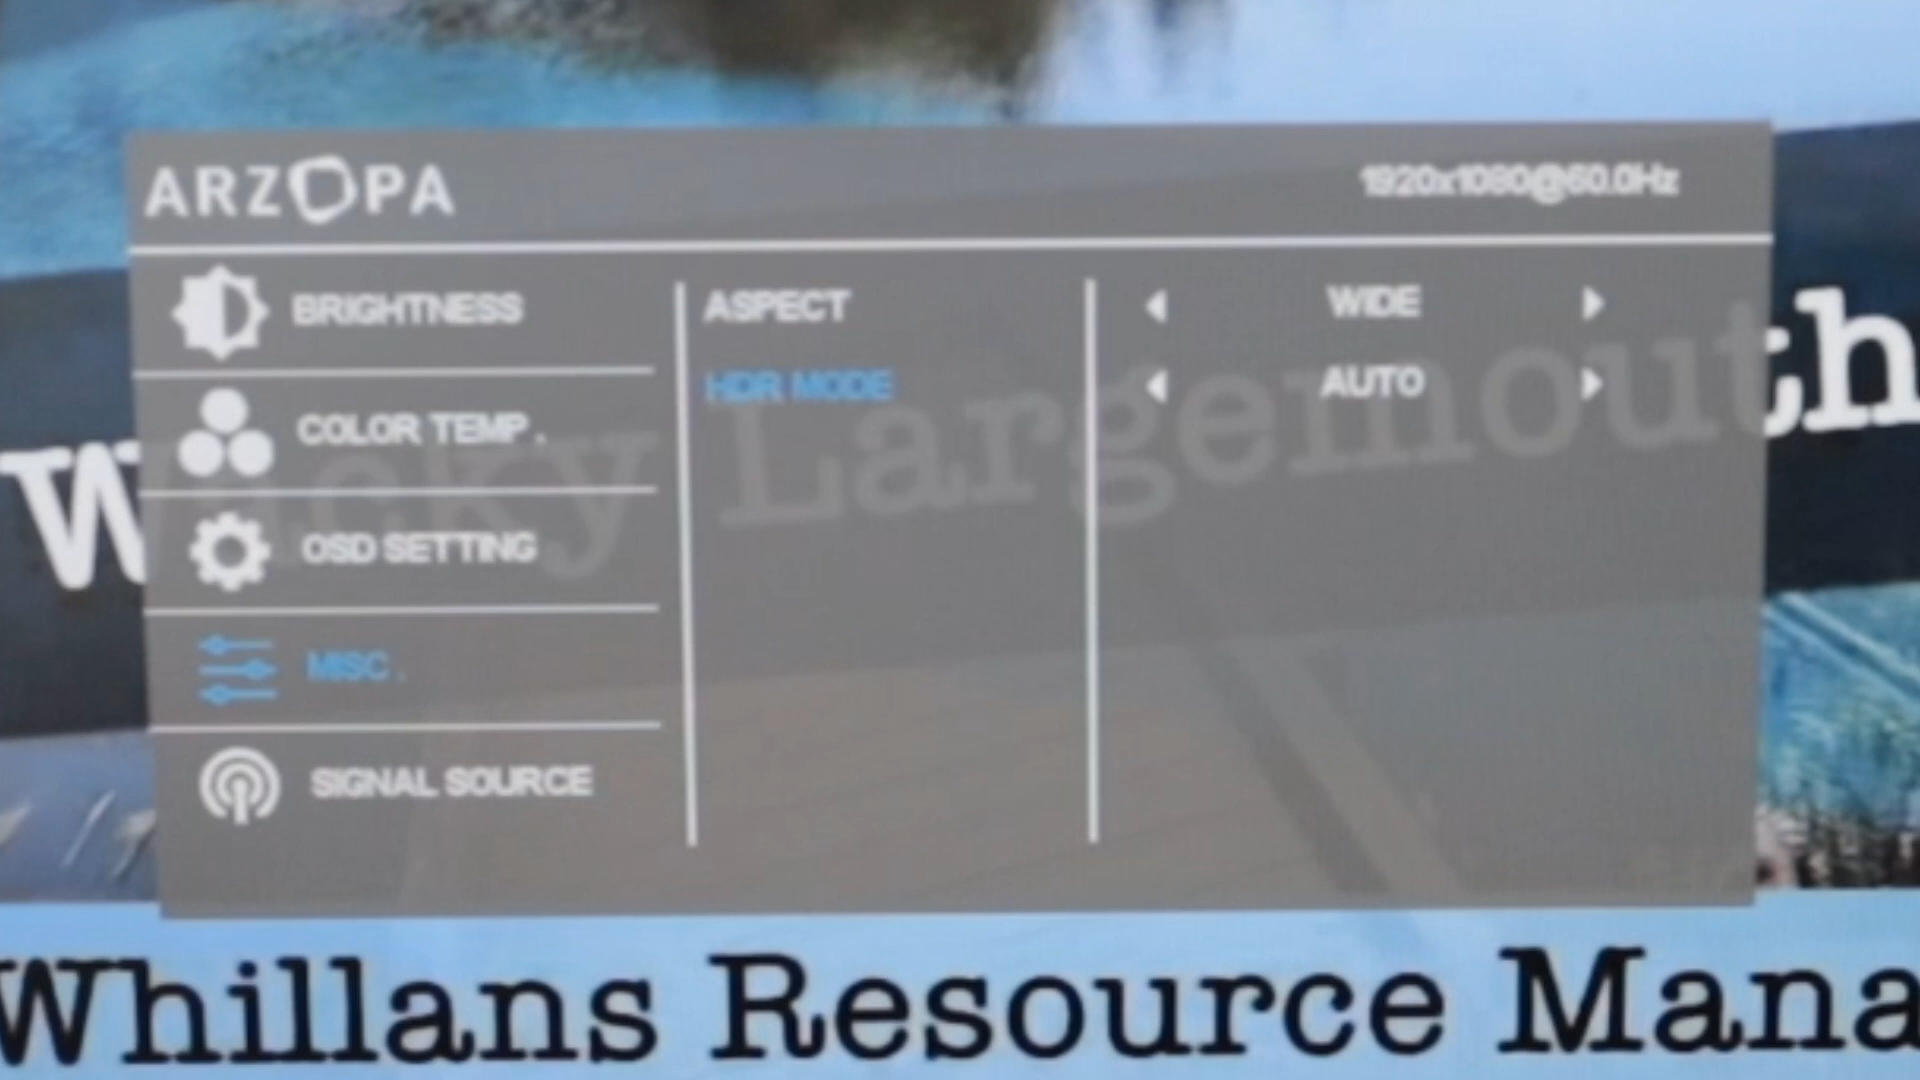 ARZOPA
1920x1080@60.0Hz
BRIGHTNESS
COLOR TEMP.
OSD SETTING
MISC.
SIGNAL SOURCE
ASPECT
HDR MODE
WIDE
AUTO
Wacky Largemouth
Whillans Resource Mana